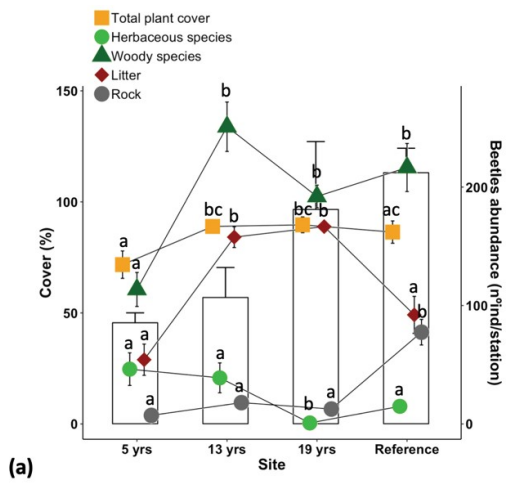 Total plant cover
Herbaceous species
Woody species
Litter
Rock
150
100
50
0
Cover (%)
200
100
0
Beetles abundance (nºind/station)
b
b
b
a
a
bc
b
bc
b
ac
a
b
a
a
a
a
a
b
a
a
a
5 yrs
13 yrs
19 yrs
Reference
Site
(a)